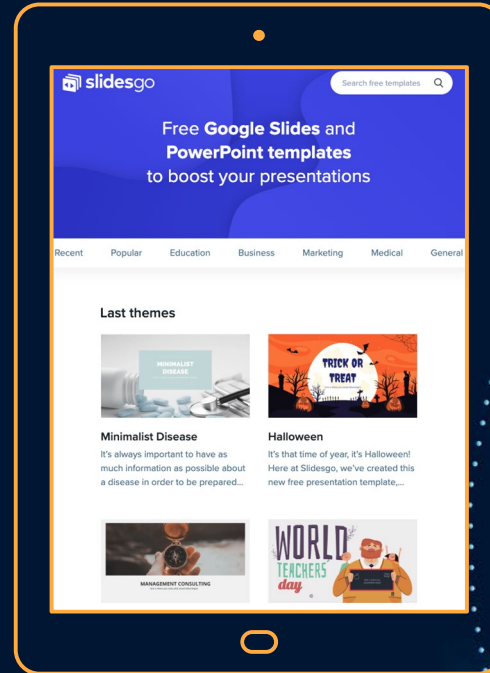 slidesgo
Search free templates
Free Google Slides and
PowerPoint templates
to boost your presentations
Recent Popular Education Business Marketing Medical General
Last themes
MINIMALIST
DISEASE
TRICK OR
TREAT
Minimalist Disease
It's always important to have as
much information as possible about
a disease in order to be prepared...
Halloween
It's that time of year, it's Halloween!
Here at Slidesgo, we've created this
new free presentation template,...
MANAGEMENT CONSULTING
WORLD
TEACHERS
day